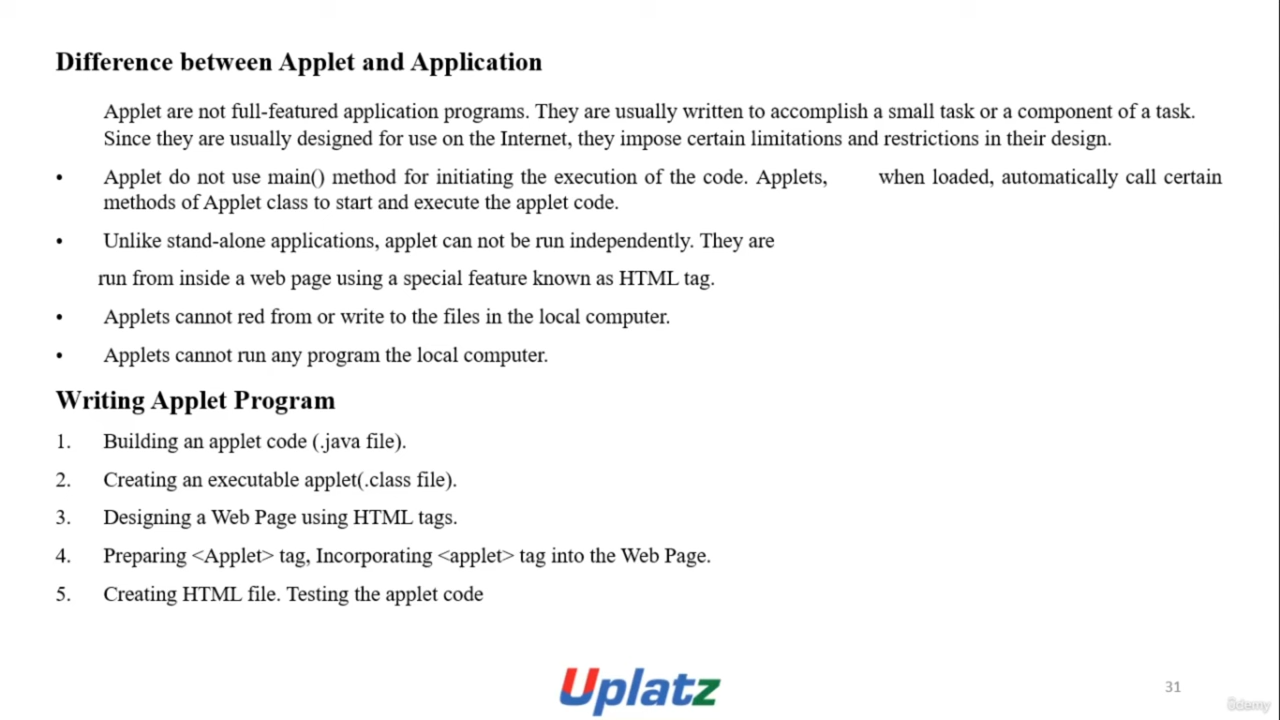 Difference between Applet and Application
Applet are not full-featured application programs. They are usually written to accomplish a small task or a component of a task.
Since they are usually designed for use on the Internet, they impose certain limitations and restrictions in their design.
• Applet do not use main() method for initiating the execution of the code. Applets, when loaded, automatically call certain
methods of Applet class to start and execute the applet code.
• Unlike stand-alone applications, applet can not be run independently. They are
run from inside a web page using a special feature known as HTML tag.
• Applets cannot red from or write to the files in the local computer.
• Applets cannot run any program the local computer.
Writing Applet Program
1. Building an applet code (.java file).
2. Creating an executable applet(.class file).
3. Designing a Web Page using HTML tags.
4. Preparing <Applet> tag, Incorporating <applet> tag into the Web Page.
5. Creating HTML file. Testing the applet code
Uplatz
31
ûdemy